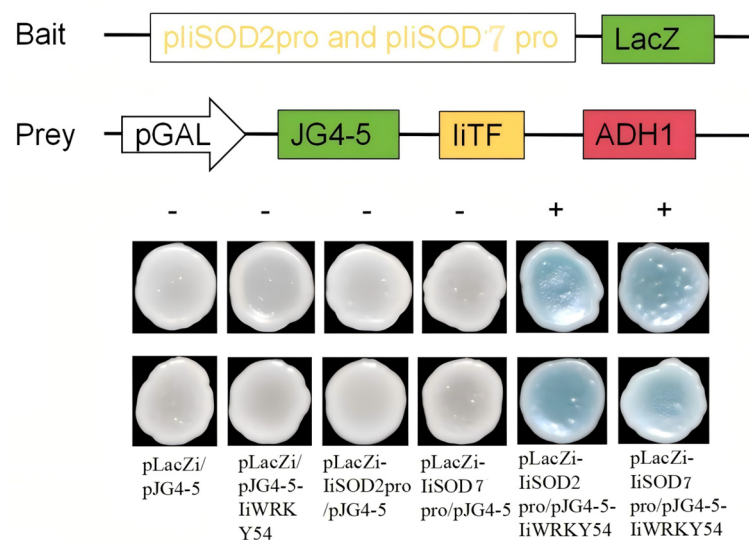 Bait pIiSOD2pro and pIiSOD7 pro LacZ
Prey pGAL JG4-5 IiTF ADH1
- - - - + +
pLacZi/
pJG4-5
pLacZi/
pJG4-5-
IiWRK
Y54
pLacZi-
IiSOD2pro
/pJG4-5
pLacZi-
IiSOD7
pro/pJG4-5
pLacZi-
IiSOD2
pro/pJG4-5-
IiWRKY54
pLacZi-
IiSOD7
pro/pJG4-5-
IiWRKY54